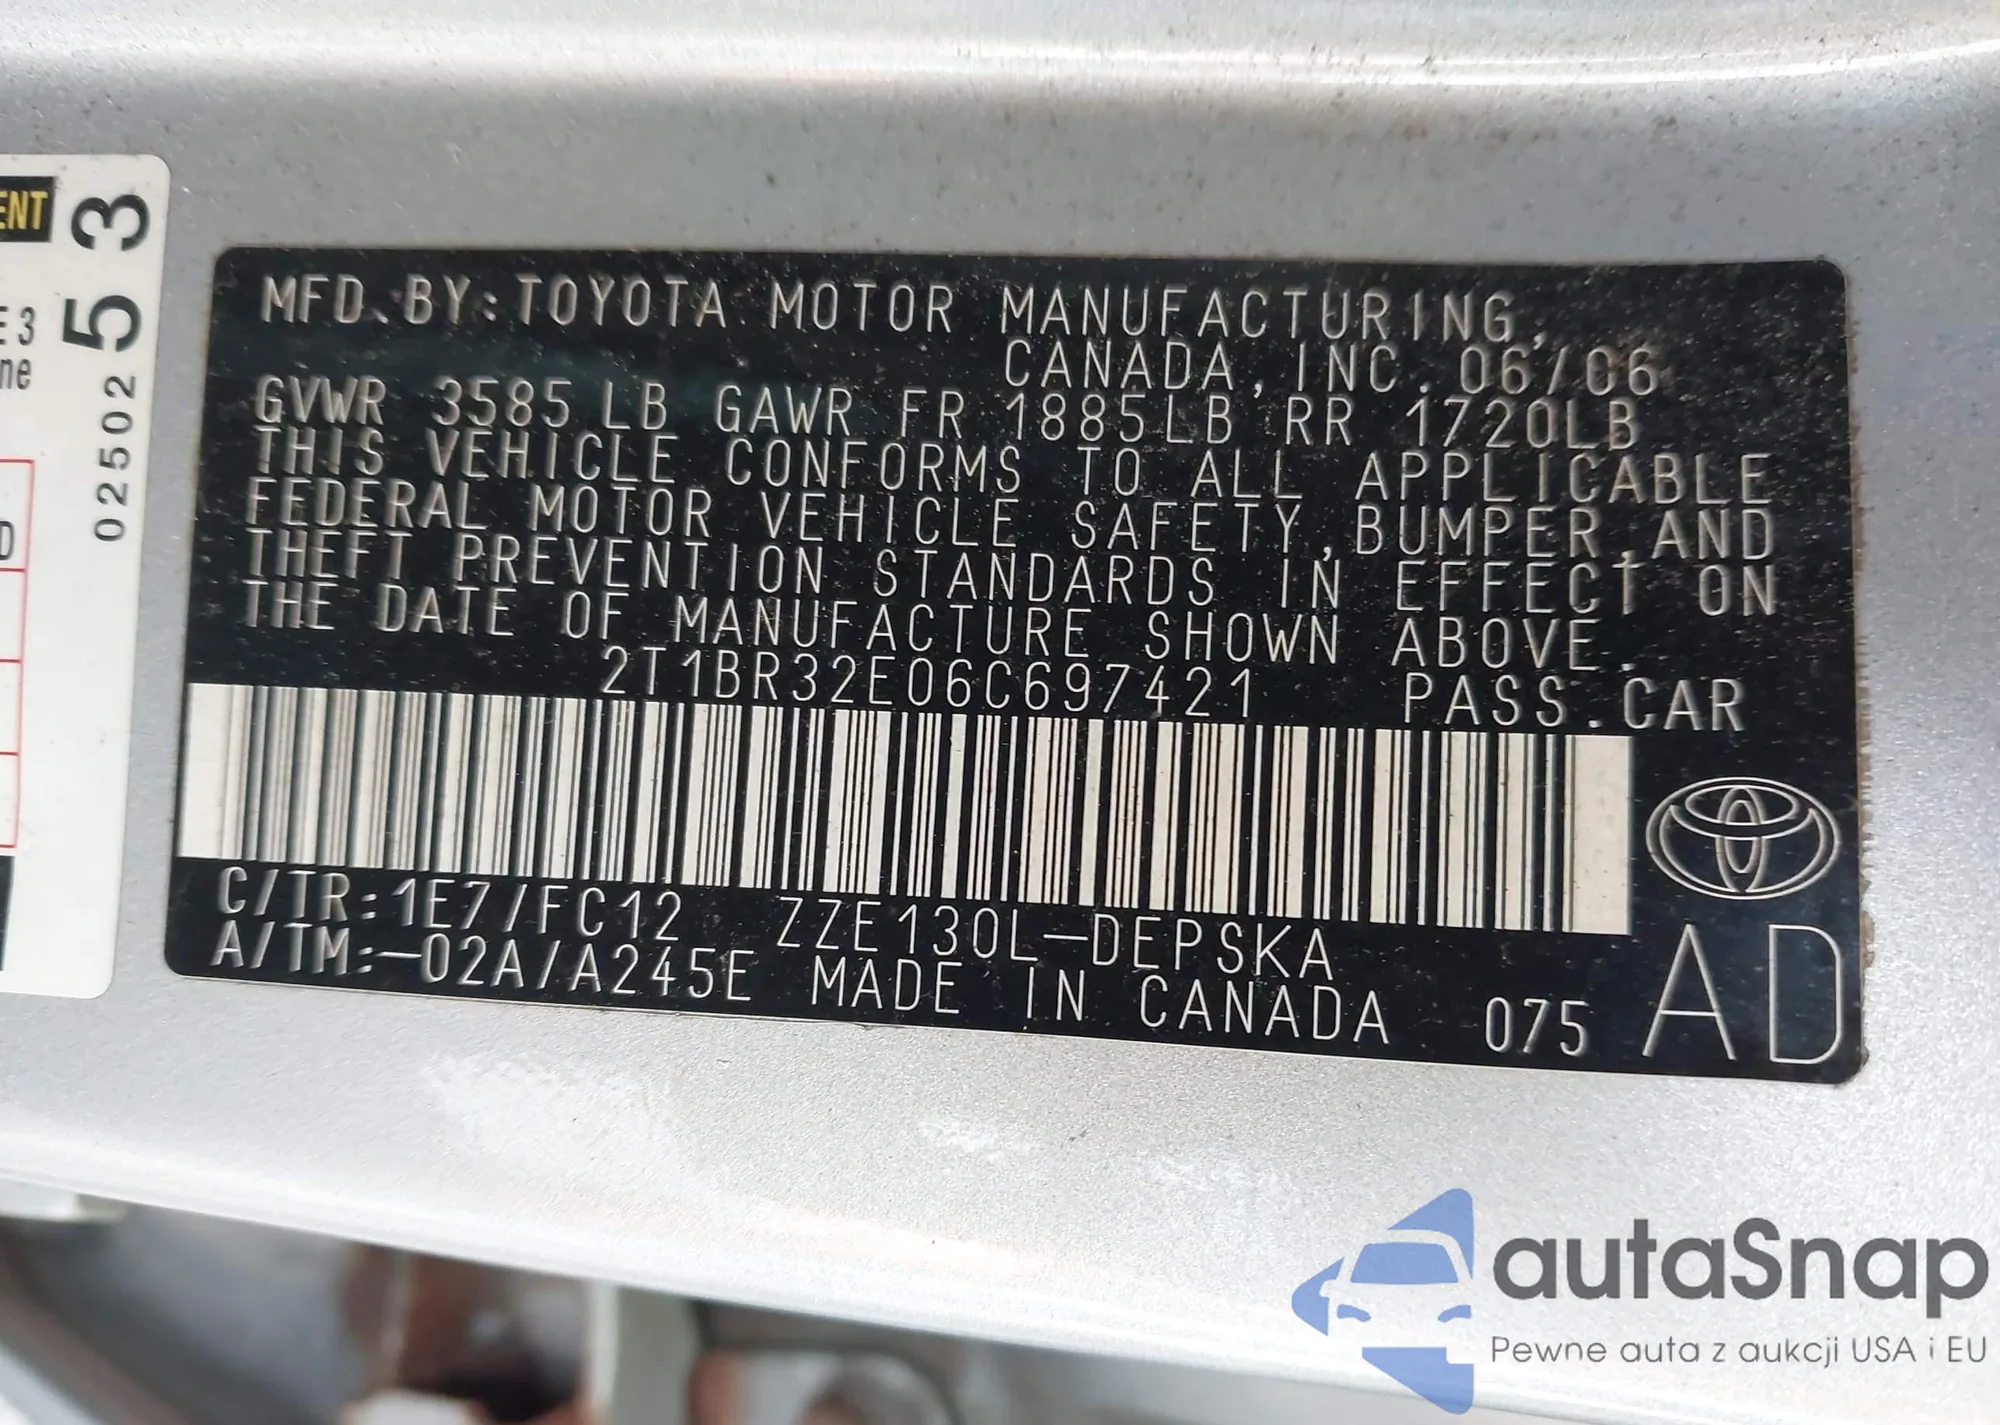 ENT
E 3
ne
D
53
02502
MFD. BY: TOYOTA MOTOR MANUFACTURING,
CANADA, INC. 06/06
GVWR 3585 LB GAWR FR 1885LB RR 1720LB
THIS VEHICLE CONFORMS TO ALL APPLICABLE
FEDERAL MOTOR VEHICLE SAFETY, BUMPER, AND
THEFT PREVENTION STANDARDS IN EFFECT ON
THE DATE OF MANUFACTURE SHOWN ABOVE.
2T1BR32E06C697421 PASS. CAR
C/TR: 1E7/FC12 ZZE130L-DEPSKA
A/TM: -02A/A245E MADE IN CANADA 075 AD
autaSnap
Pewne auta z aukcji USA i EU